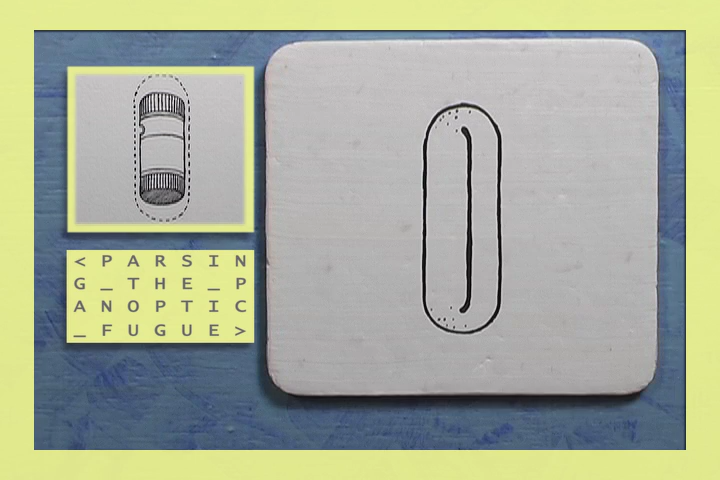 < P A R S I N
G _ T H E _ P
A N O P T I C
_ F U G U E >